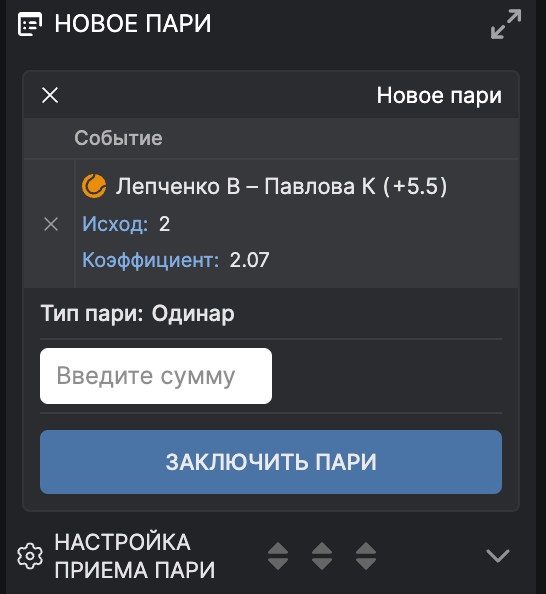 НОВОЕ ПАРИ
Новое пари
Событие
Лепченко В – Павлова К (+5.5)
Исход: 2
Коэффициент: 2.07
Тип пари: Одинар
Введите сумму
ЗАКЛЮЧИТЬ ПАРИ
НАСТРОЙКА
ПРИЕМА ПАРИ